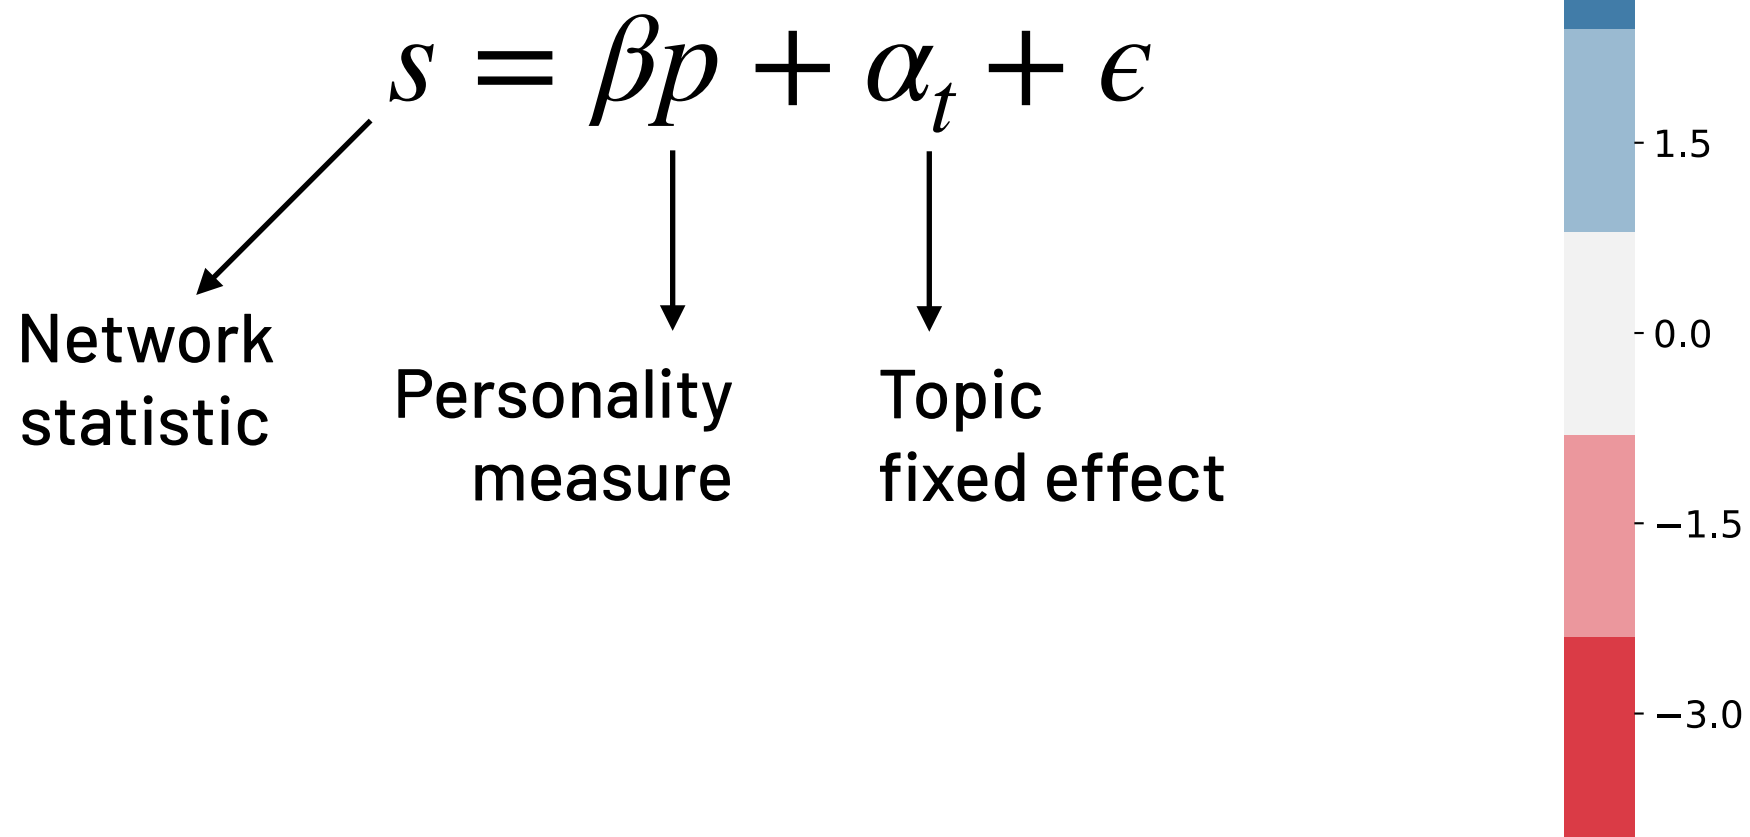 s = βp + α_t + ϵ
Network
statistic
Personality
measure
Topic
fixed effect
1.5
0.0
−1.5
−3.0